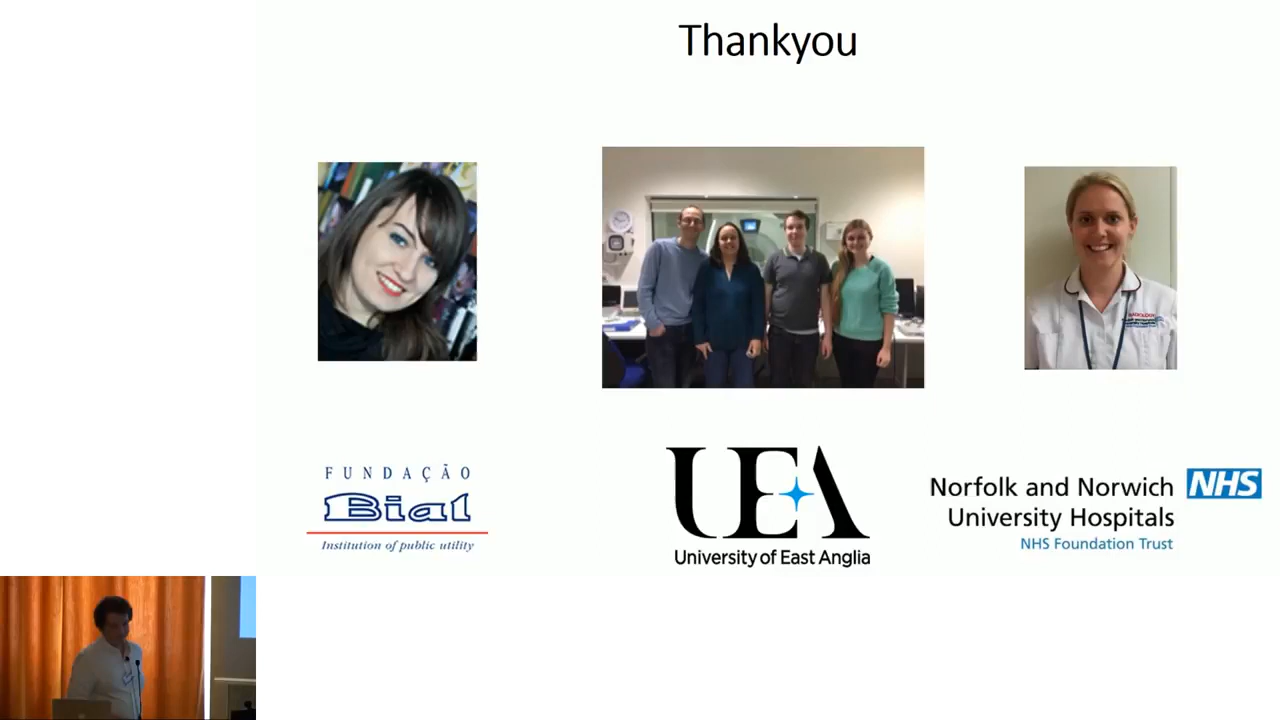 Thankyou
RADIOLOGY
FUNDAÇÃO
Bial
Institution of public utility
UEA
University of East Anglia
Norfolk and Norwich
University Hospitals
NHS Foundation Trust
NHS